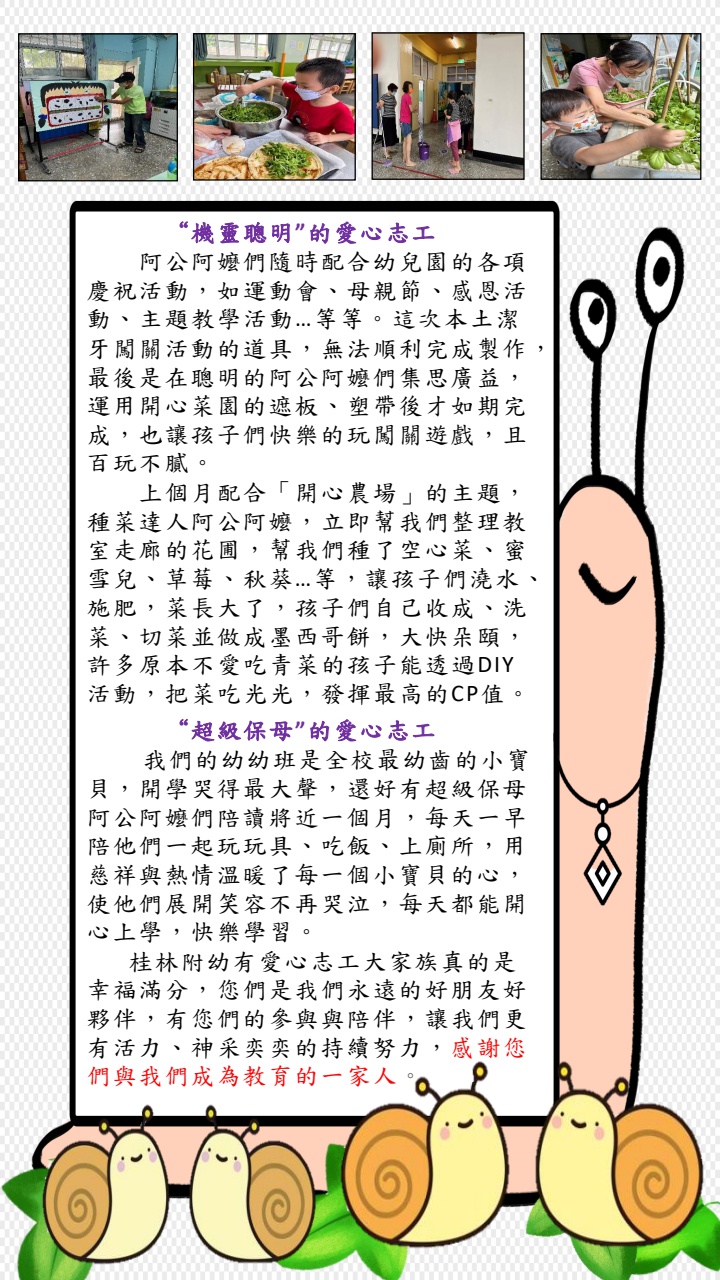 “機靈聰明”的愛心志工
阿公阿嬤們隨時配合幼兒園的各項
慶祝活動，如運動會、母親節、感恩活
動、主題教學活動…等等。這次本土潔
牙闖關活動的道具，無法順利完成製作，
最後是在聰明的阿公阿嬤們集思廣益，
運用開心菜園的遮板、塑帶後才如期完
成，也讓孩子們快樂的玩闖關遊戲，且
百玩不膩。
上個月配合「開心農場」的主題，
種菜達人阿公阿嬤，立即幫我們整理教
室走廊的花圃，幫我們種了空心菜、蜜
雪兒、草莓、秋葵…等，讓孩子們澆水、
施肥，菜長大了，孩子們自己收成、洗
菜、切菜並做成墨西哥餅，大快朵頤，
許多原本不愛吃青菜的孩子能透過DIY
活動，把菜吃光光，發揮最高的CP值。
“超級保母”的愛心志工
我們的幼幼班是全校最幼齒的小寶
貝，開學哭得最大聲，還好有超級保母
阿公阿嬤們陪讀將近一個月，每天一早
陪他們一起玩玩具、吃飯、上廁所，用
慈祥與熱情溫暖了每一個小寶貝的心，
使他們展開笑容不再哭泣，每天都能開
心上學，快樂學習。
桂林附幼有愛心志工大家族真的是
幸福滿分，您們是我們永遠的好朋友好
夥伴，有您們的參與與陪伴，讓我們更
有活力、神采奕奕的持續努力，感謝您
們與我們成為教育的一家人。